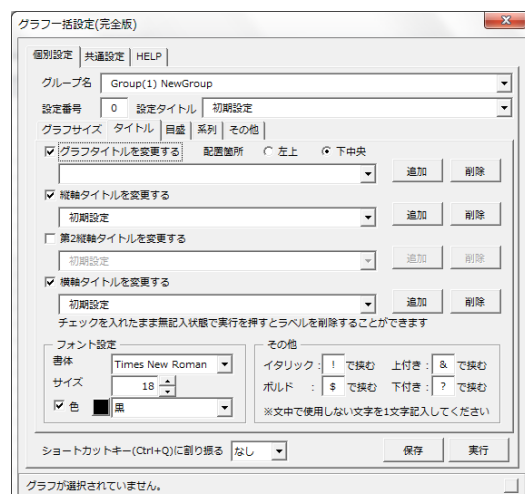 グラフ一括設定(完全版)
個別設定 共通設定 HELP
グループ名 Group(1) NewGroup
設定番号 0 設定タイトル 初期設定
グラフサイズ タイトル 目盛 系列 その他
グラフタイトルを変更する 配置箇所 左上 下中央
追加 削除
縦軸タイトルを変更する
初期設定 追加 削除
第2縦軸タイトルを変更する
初期設定 追加 削除
横軸タイトルを変更する
初期設定 追加 削除
チェックを入れたまま無記入状態で実行を押すとラベルを削除することができます
フォント設定 その他
書体 Times New Roman イタリック : ! で挟む 上付き : & で挟む
サイズ 18 ボルド : $ で挟む 下付き : ? で挟む
色 黒 ※文中で使用しない文字を1文字記入してください
ショートカットキー(Ctrl+Q)に割り振る なし 保存 実行
グラフが選択されていません。